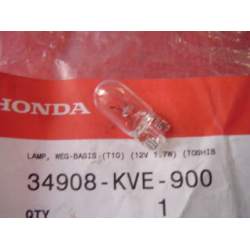 HONDA
LAMP, WEG-BASIS (T10) (12V 1.7W) (TOSHIB
34908-KVE-900
QTY 1